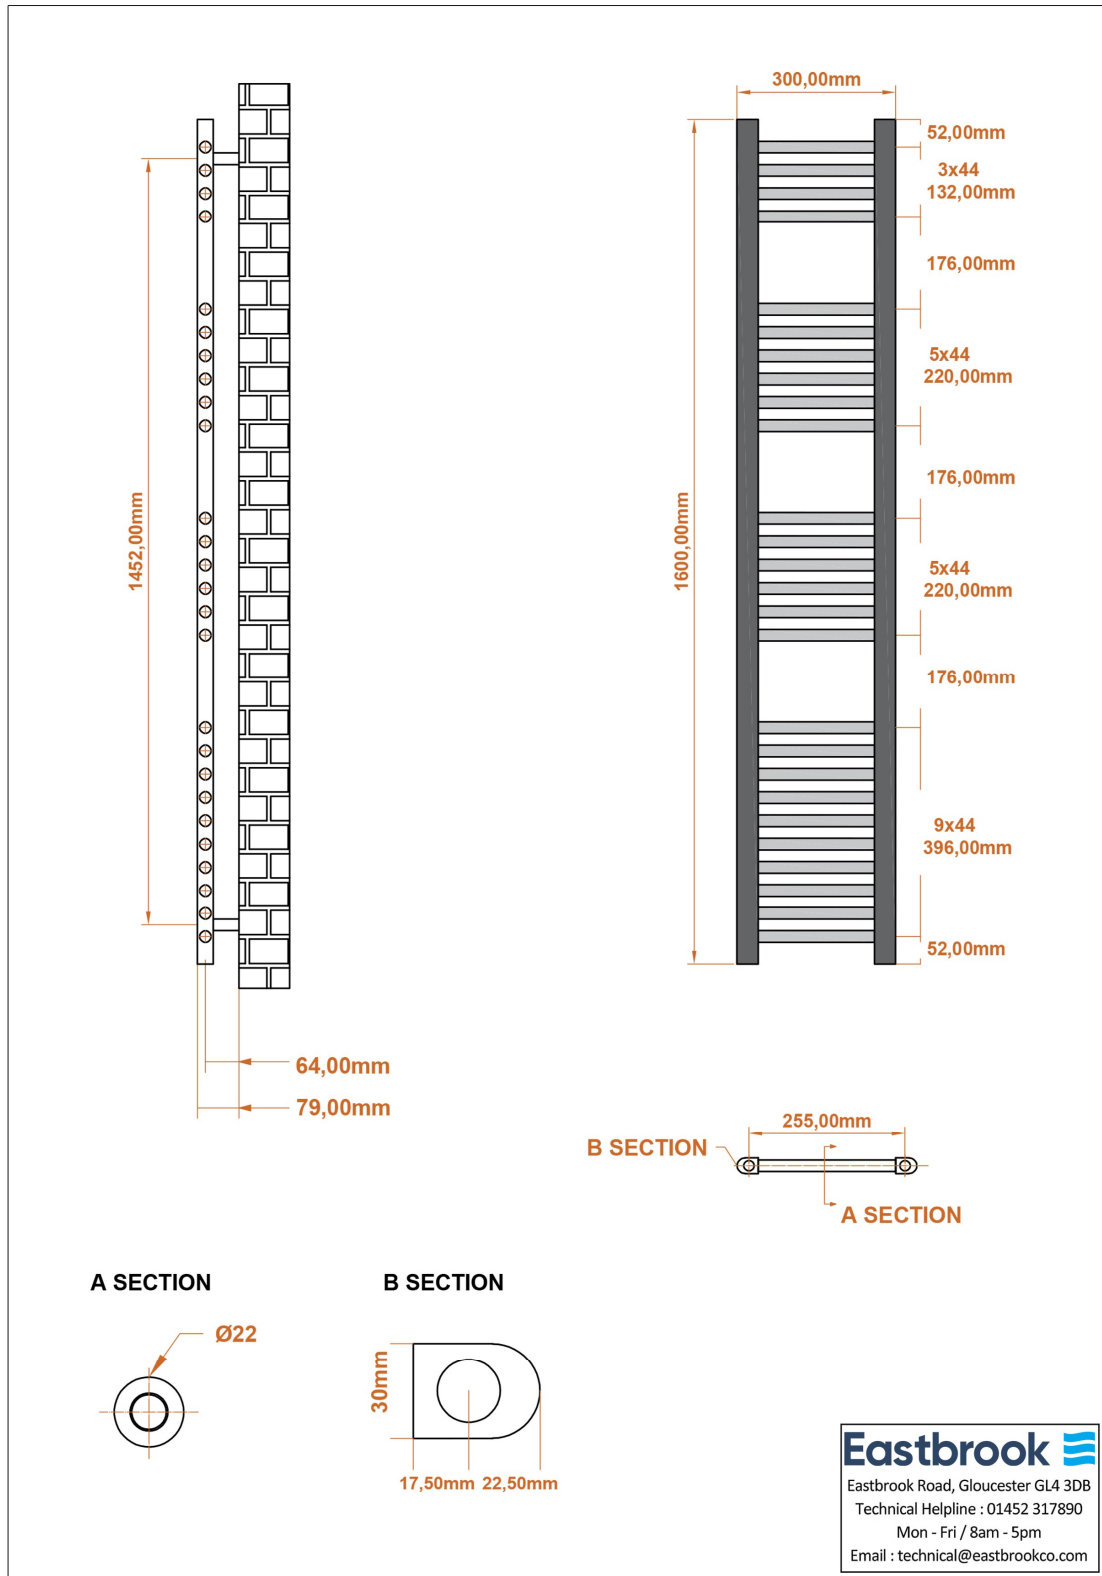 300,00mm
52,00mm
3x44
132,00mm
176,00mm
5x44
220,00mm
176,00mm
1452,00mm
1600,00mm
5x44
220,00mm
176,00mm
9x44
396,00mm
52,00mm
64,00mm
79,00mm
255,00mm
B SECTION
A SECTION
A SECTION
B SECTION
Ø22
30mm
17,50mm 22,50mm
Eastbrook
Eastbrook Road, Gloucester GL4 3DB
Technical Helpline : 01452 317890
Mon - Fri / 8am - 5pm
Email : technical@eastbrookco.com